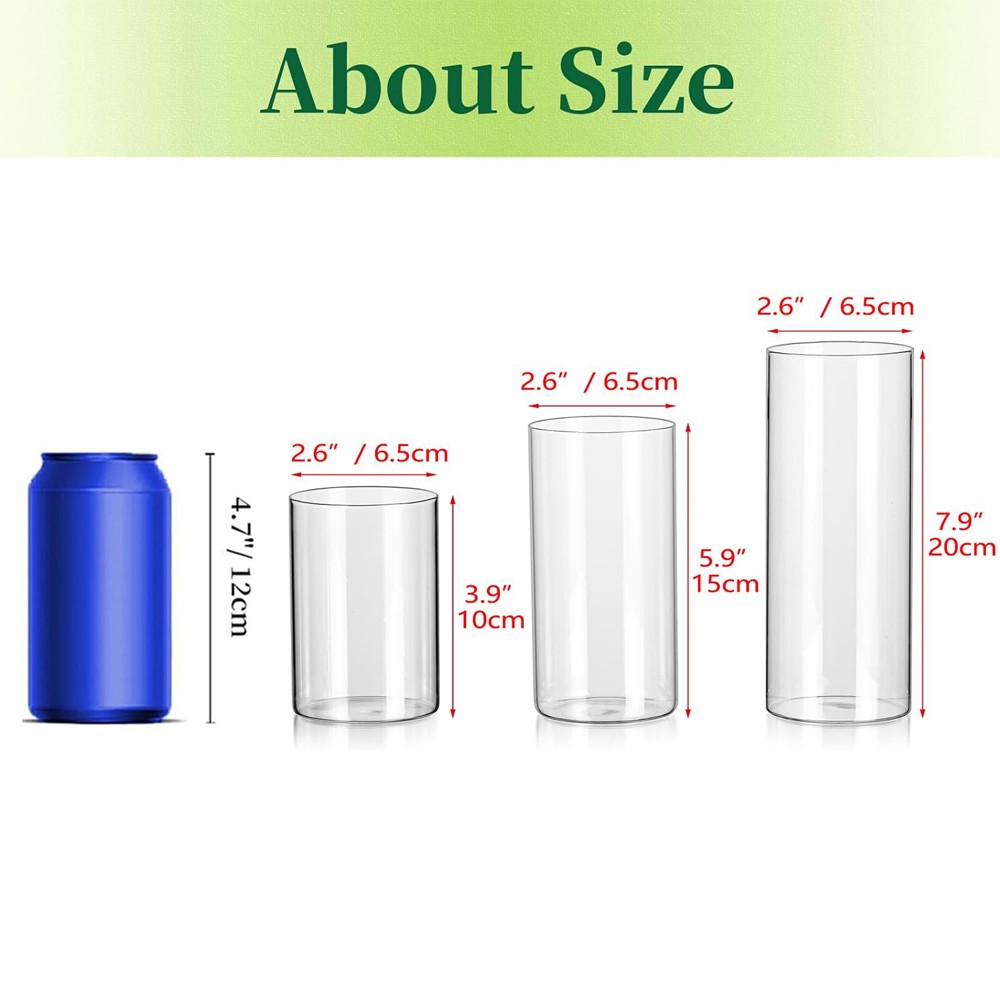 About Size
4.7"/ 12cm
2.6” / 6.5cm
3.9”
10cm
2.6” / 6.5cm
5.9”
15cm
2.6” / 6.5cm
7.9”
20cm